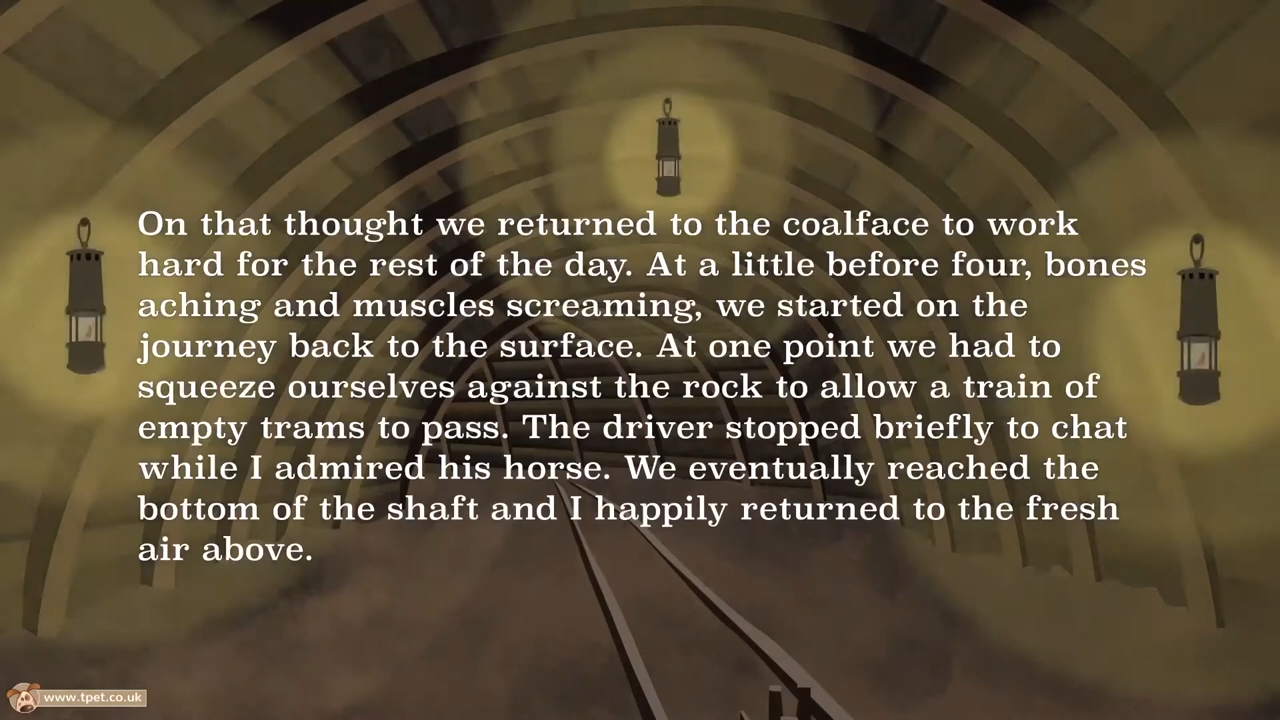 On that thought we returned to the coalface to work
hard for the rest of the day. At a little before four, bones
aching and muscles screaming, we started on the
journey back to the surface. At one point we had to
squeeze ourselves against the rock to allow a train of
empty trams to pass. The driver stopped briefly to chat
while I admired his horse. We eventually reached the
bottom of the shaft and I happily returned to the fresh
air above.
www.tpet.co.uk